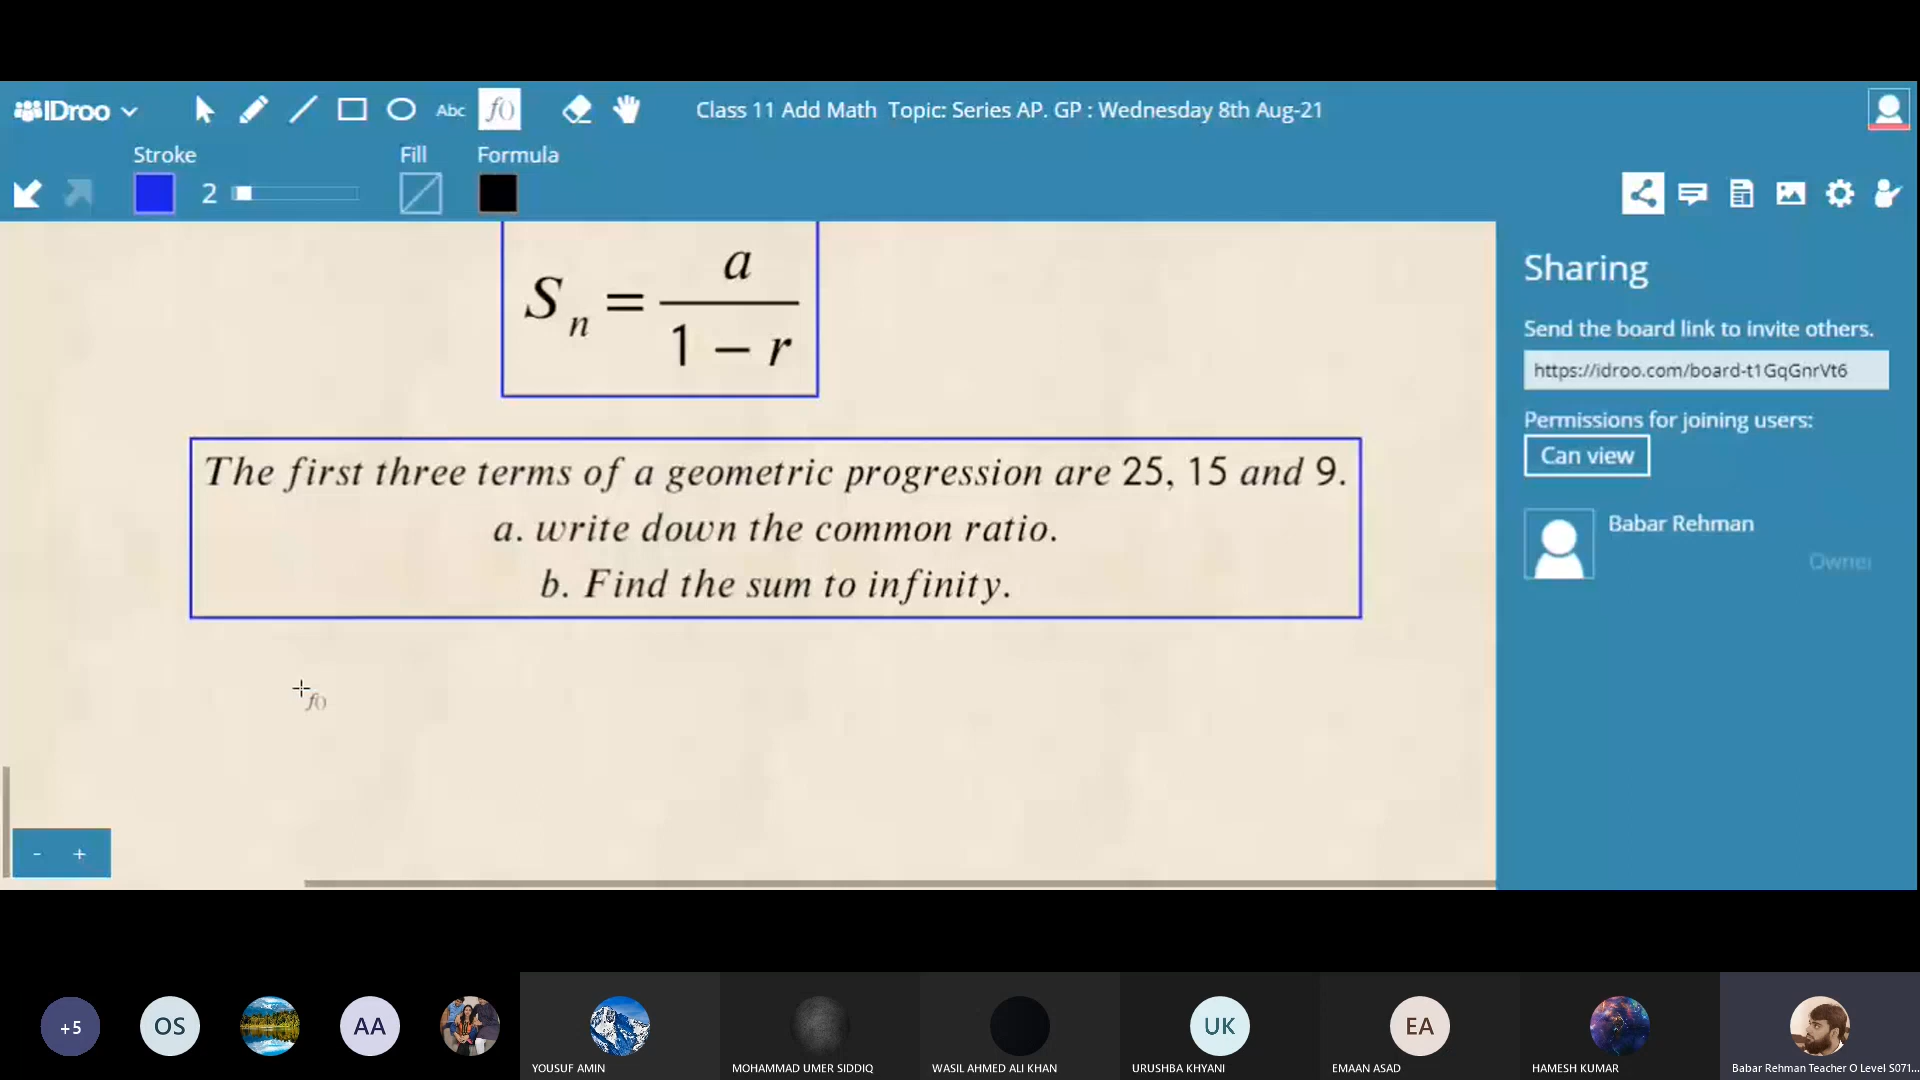 IDroo
Abc
f()
Class 11 Add Math Topic: Series AP. GP : Wednesday 8th Aug-21
Stroke
Fill
Formula
2
S n = a / 1 − r
The first three terms of a geometric progression are 25, 15 and 9.
a. write down the common ratio.
b. Find the sum to infinity.
f()
- +
Sharing
Send the board link to invite others.
https://idroo.com/board-t1GqGnrVt6
Permissions for joining users:
Can view
Babar Rehman
Owner
+5
OS
AA
YOUSUF AMIN
MOHAMMAD UMER SIDDIQ
WASIL AHMED ALI KHAN
UK
URUSHBA KHYANI
EA
EMAAN ASAD
HAMESH KUMAR
Babar Rehman Teacher O Level S071...